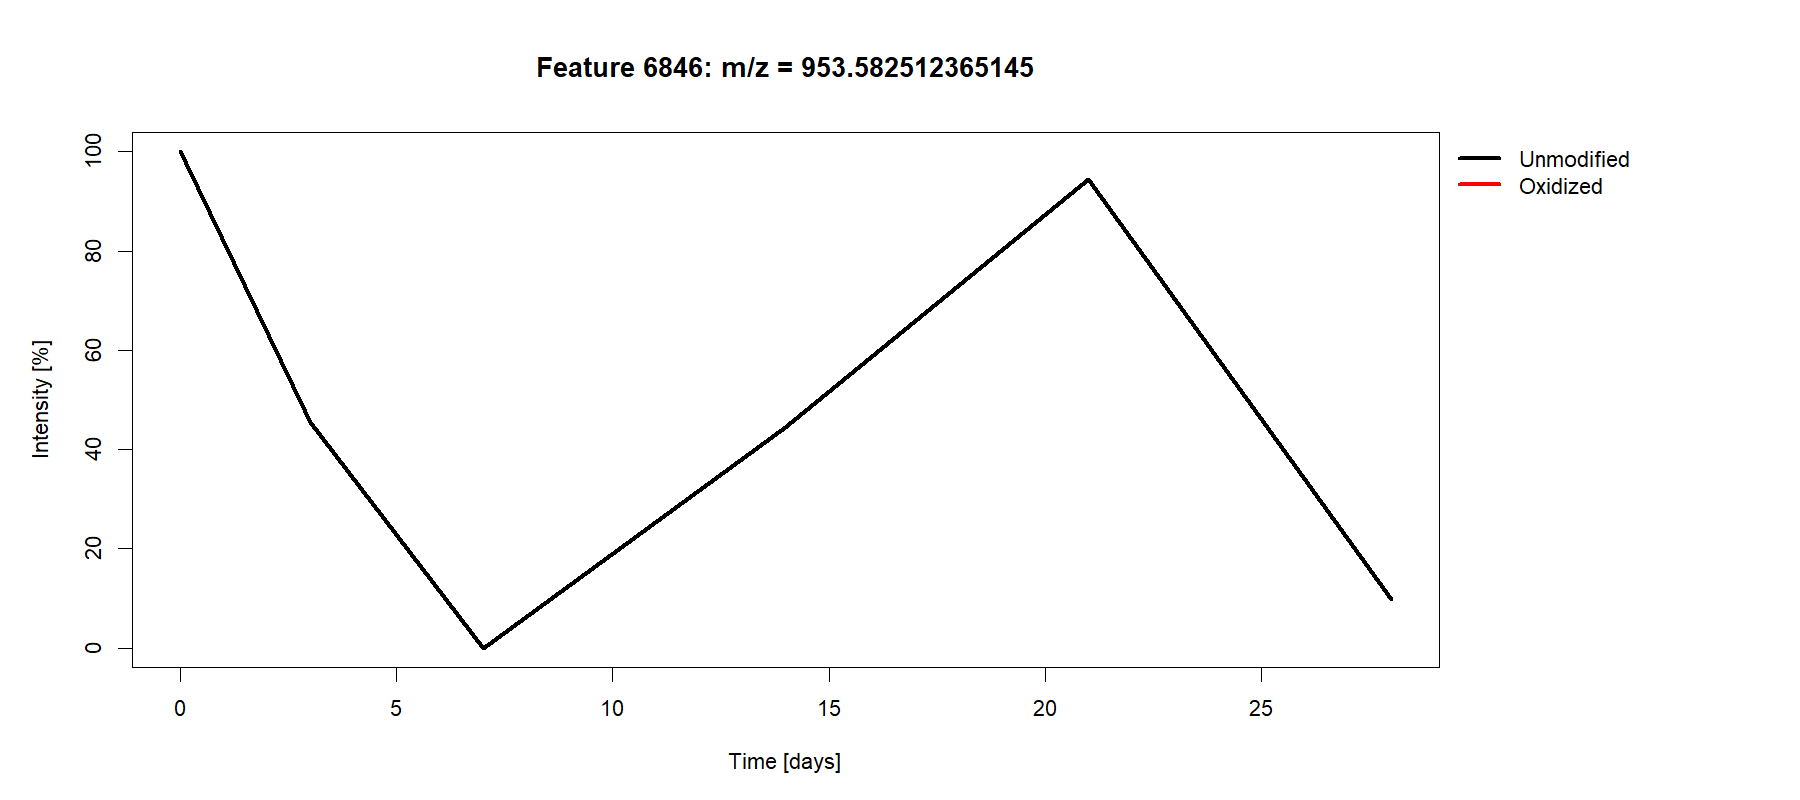 Feature 6846: m/z = 953.582512365145
Unmodified
Oxidized
Intensity [%]
100
80
60
40
20
0
0 5 10 15 20 25
Time [days]